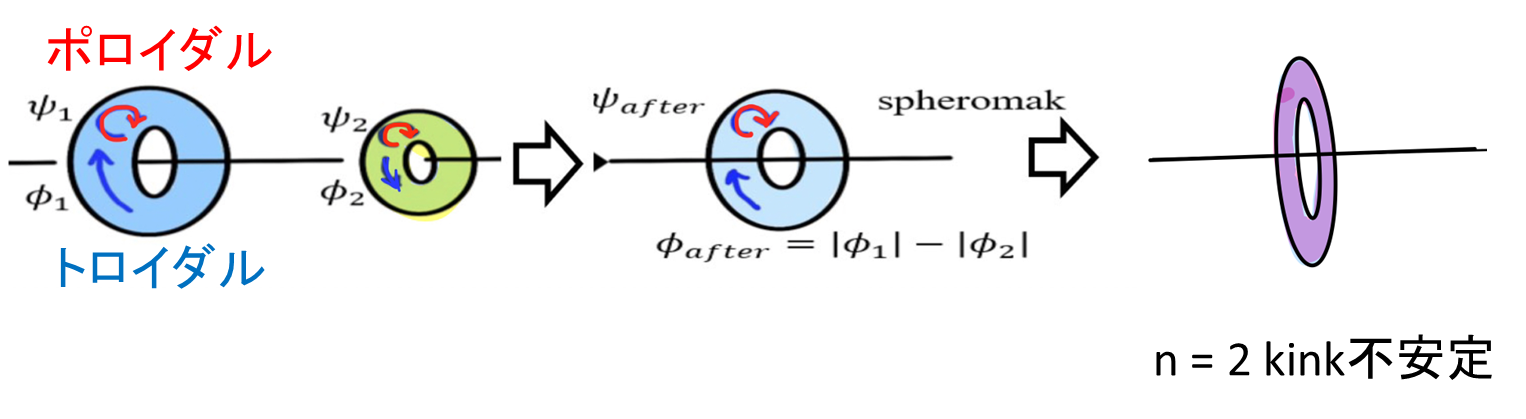 ポロイダル
ψ₁
ϕ₁
トロイダル
ψ₂
ϕ₂
ψ_after
spheromak
ϕ_after = |ϕ₁| − |ϕ₂|
n = 2 kink不安定